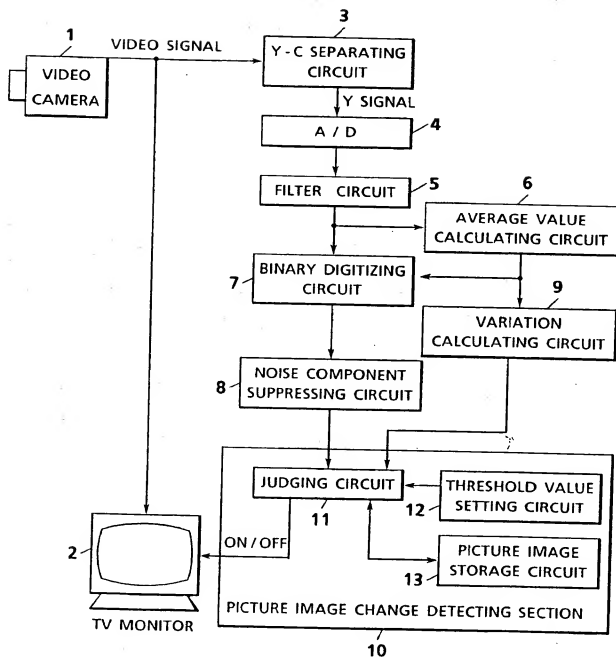 1
VIDEO SIGNAL
VIDEO
CAMERA
3
Y - C SEPARATING
CIRCUIT
Y SIGNAL
A / D
4
FILTER CIRCUIT
5
6
AVERAGE VALUE
CALCULATING CIRCUIT
BINARY DIGITIZING
CIRCUIT
7
9
VARIATION
CALCULATING CIRCUIT
NOISE COMPONENT
SUPPRESSING CIRCUIT
8
JUDGING CIRCUIT
11
THRESHOLD VALUE
SETTING CIRCUIT
12
ON / OFF
2
PICTURE IMAGE
STORAGE CIRCUIT
13
TV MONITOR
PICTURE IMAGE CHANGE DETECTING SECTION
10